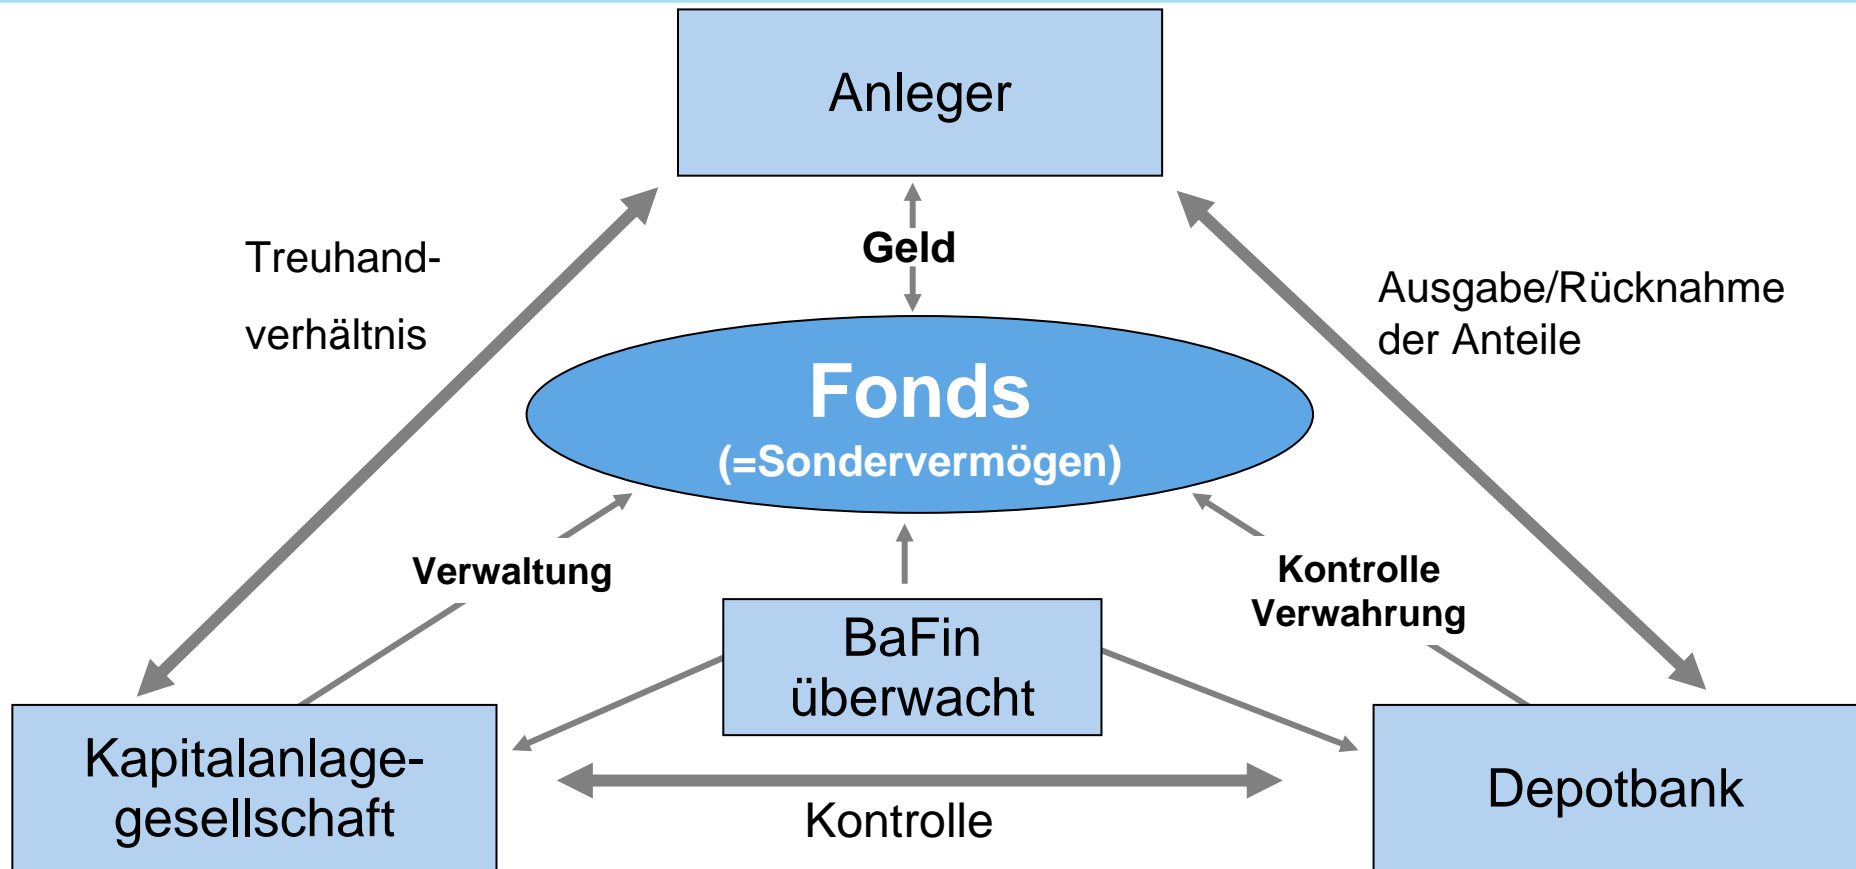 Anleger
Treuhand-
verhältnis
Geld
Ausgabe/Rücknahme
der Anteile
Fonds
(=Sondervermögen)
Verwaltung
Kontrolle
Verwahrung
BaFin
überwacht
Kapitalanlage-
gesellschaft
Kontrolle
Depotbank